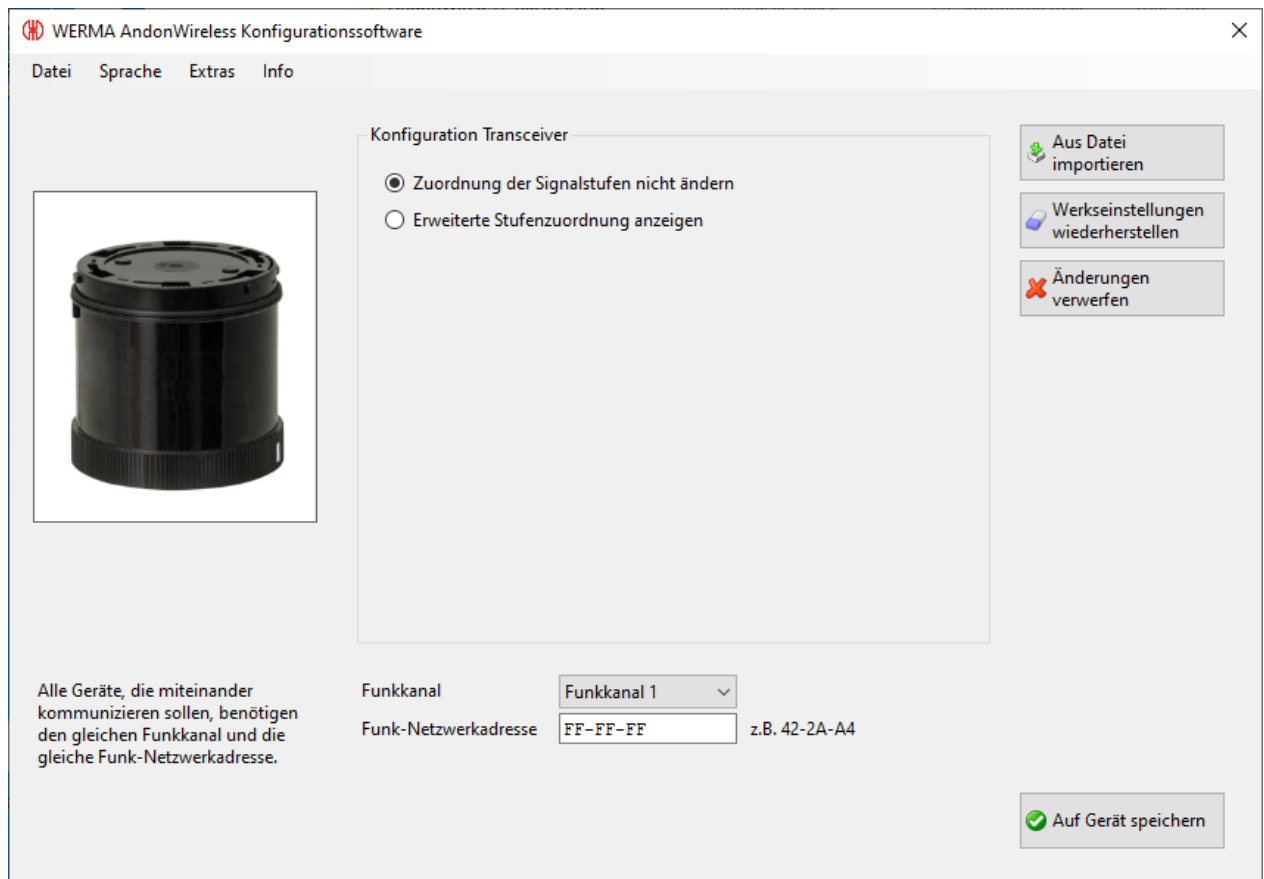 WERMA AndonWireless Konfigurationssoftware
Datei Sprache Extras Info
Konfiguration Transceiver
Zuordnung der Signalstufen nicht ändern
Erweiterte Stufenzuordnung anzeigen
Aus Datei
importieren
Werkseinstellungen
wiederherstellen
Änderungen
verwerfen
Alle Geräte, die miteinander
kommunizieren sollen, benötigen
den gleichen Funkkanal und die
gleiche Funk-Netzwerkadresse.
Funkkanal Funkkanal 1
Funk-Netzwerkadresse FF-FF-FF z.B. 42-2A-A4
Auf Gerät speichern